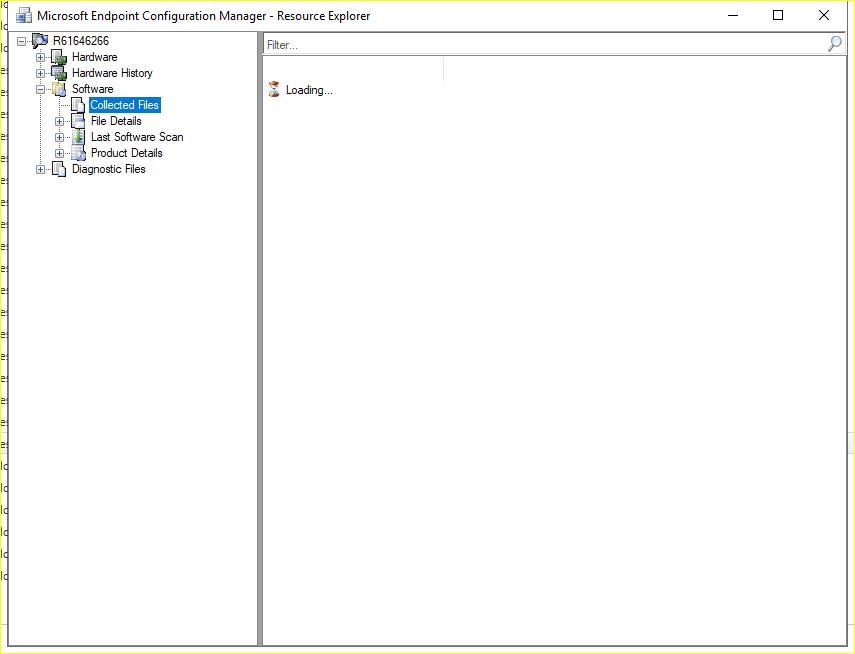 Microsoft Endpoint Configuration Manager - Resource Explorer
R61646266
Hardware
Hardware History
Software
Collected Files
File Details
Last Software Scan
Product Details
Diagnostic Files
Filter...
Loading...